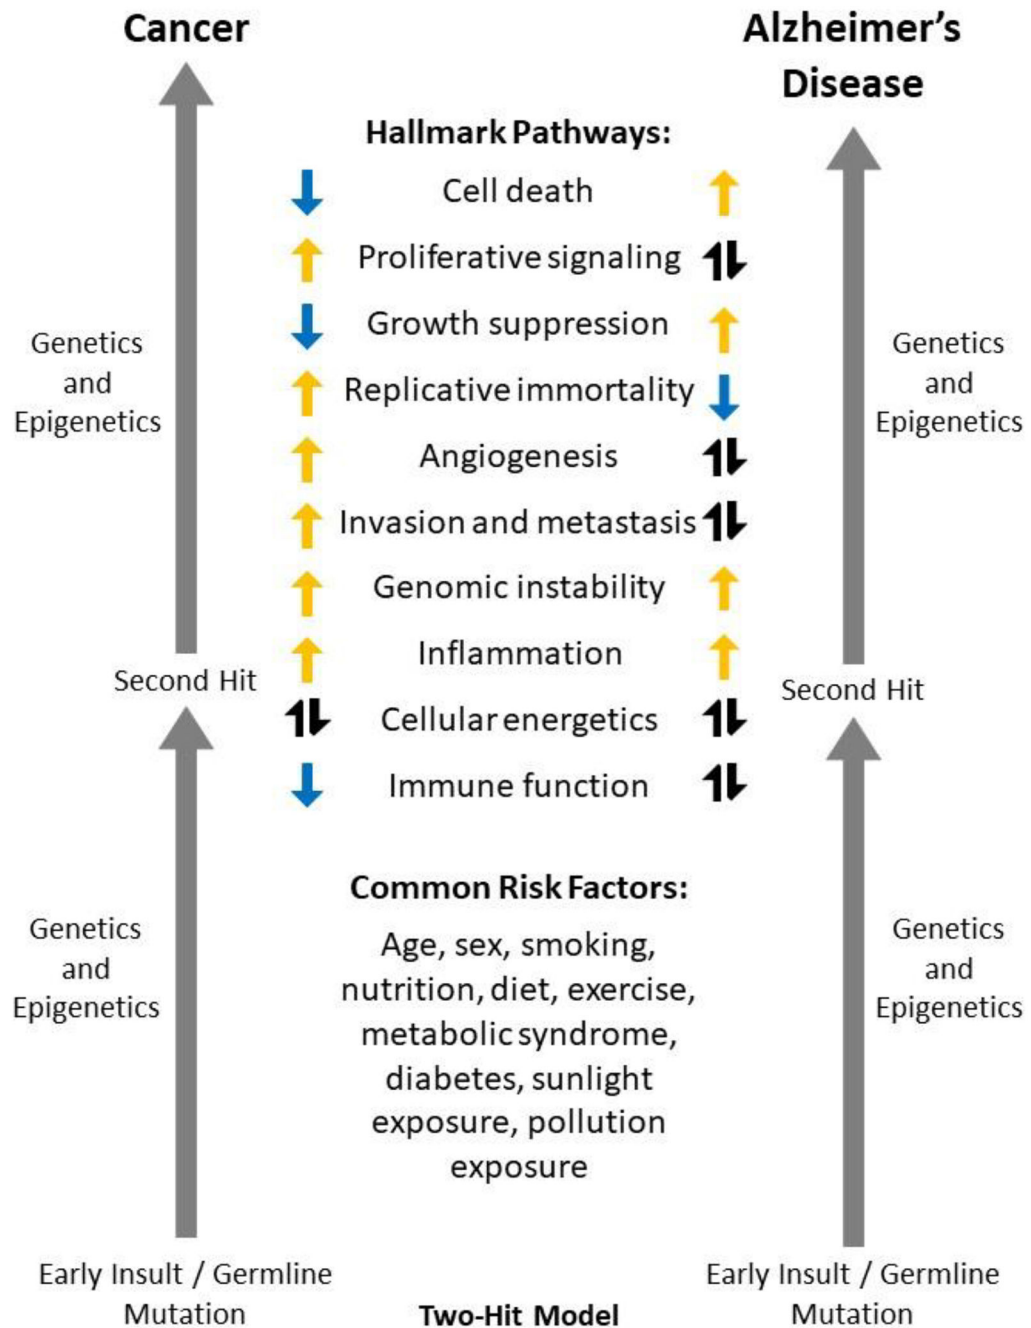 Cancer
Alzheimer's
Disease
Hallmark Pathways:
Cell death
Proliferative signaling
Growth suppression
Replicative immortality
Angiogenesis
Invasion and metastasis
Genomic instability
Inflammation
Cellular energetics
Immune function
Genetics
and
Epigenetics
Genetics
and
Epigenetics
Second Hit
Second Hit
Common Risk Factors:
Age, sex, smoking,
nutrition, diet, exercise,
metabolic syndrome,
diabetes, sunlight
exposure, pollution
exposure
Genetics
and
Epigenetics
Genetics
and
Epigenetics
Early Insult / Germline
Mutation
Two-Hit Model
Early Insult / Germline
Mutation